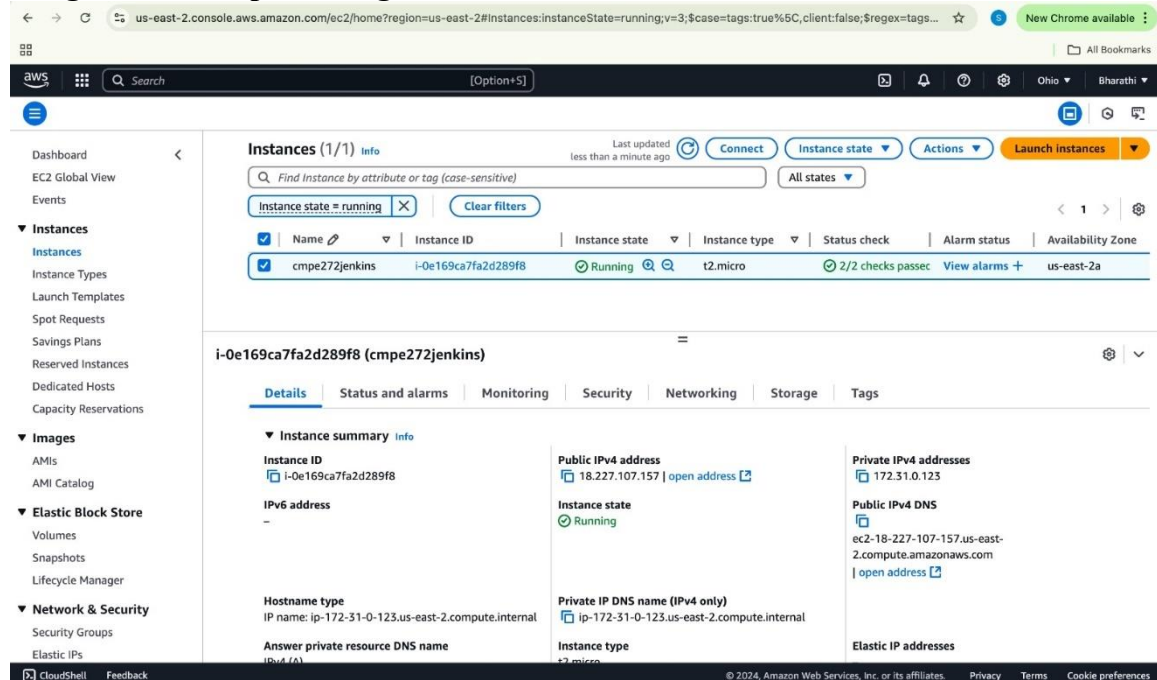 us-east-2.console.aws.amazon.com/ec2/home?region=us-east-2#Instances:instanceState=running;v=3;$case=tags:true%5C,client:false;$regex=tags...
S
New Chrome available
All Bookmarks
aws
Search
[Option+S]
Ohio
Bharathi
Dashboard
EC2 Global View
Events
Instances
Instances
Instance Types
Launch Templates
Spot Requests
Savings Plans
Reserved Instances
Dedicated Hosts
Capacity Reservations
Images
AMIs
AMI Catalog
Elastic Block Store
Volumes
Snapshots
Lifecycle Manager
Network & Security
Security Groups
Elastic IPs
Instances (1/1) Info
Last updated
less than a minute ago
Connect
Instance state
Actions
Launch instances
Find Instance by attribute or tag (case-sensitive)
All states
Instance state = running
Clear filters
1
Name Instance ID Instance state Instance type Status check Alarm status Availability Zone
cmpe272jenkins i-0e169ca7fa2d289f8 Running t2.micro 2/2 checks passec View alarms + us-east-2a
i-0e169ca7fa2d289f8 (cmpe272jenkins)
Details Status and alarms Monitoring Security Networking Storage Tags
Instance summary Info
Instance ID
i-0e169ca7fa2d289f8
Public IPv4 address
18.227.107.157 | open address
Private IPv4 addresses
172.31.0.123
IPv6 address
–
Instance state
Running
Public IPv4 DNS
ec2-18-227-107-157.us-east-
2.compute.amazonaws.com
| open address
Hostname type
IP name: ip-172-31-0-123.us-east-2.compute.internal
Private IP DNS name (IPv4 only)
ip-172-31-0-123.us-east-2.compute.internal
Answer private resource DNS name
IPv4 (A)
Instance type
t2.micro
Elastic IP addresses
–
CloudShell Feedback
© 2024, Amazon Web Services, Inc. or its affiliates. Privacy Terms Cookie preferences